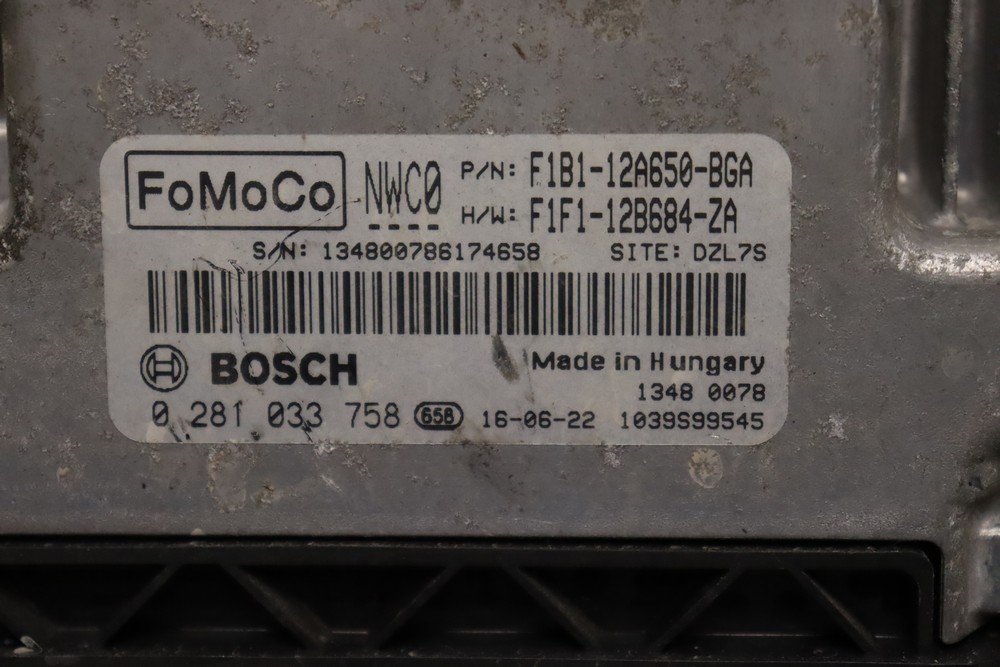 FoMoCo NWC0 P/N: F1B1-12A650-BGA
H/W: F1F1-12B684-ZA
S/N: 134800786174658 SITE: DZL7S
BOSCH Made in Hungary
1348 0078
0 281 033 758 658 16-06-22 1039S99545